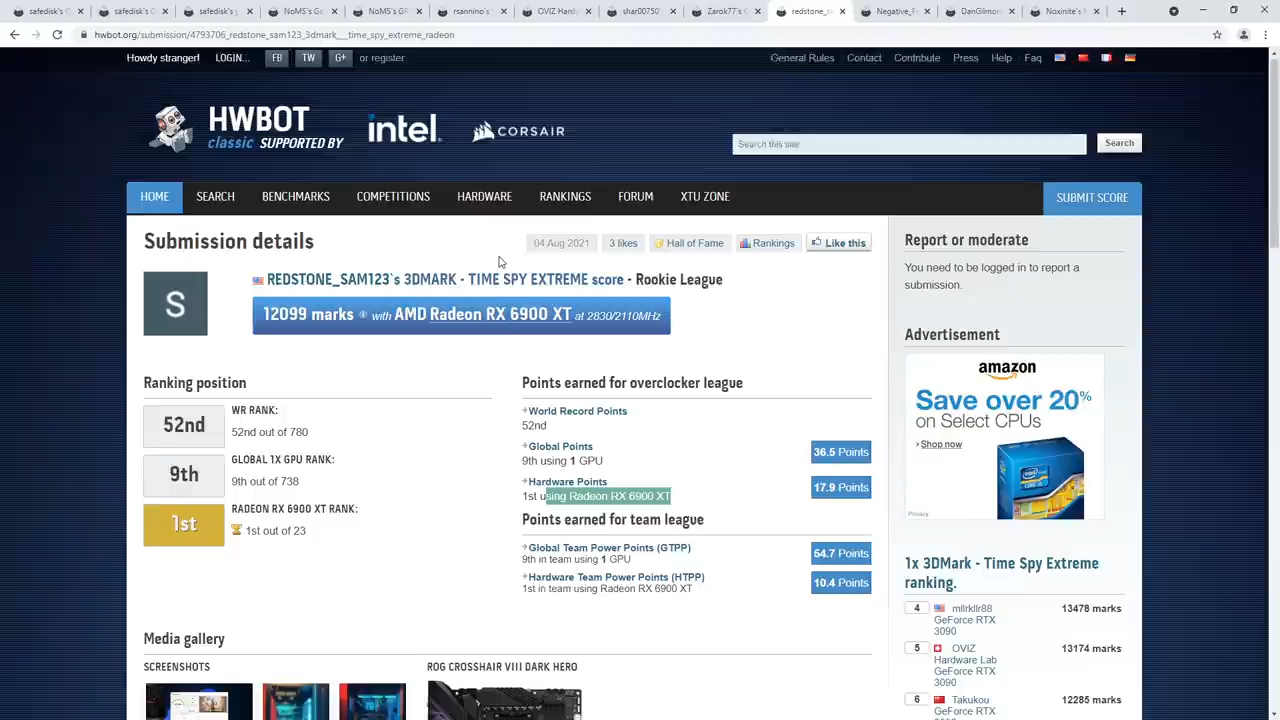 safedisk's G
safedisk's G
safedisk's
NoMS's Ge
NoMS's GP
rsannino's
OVIZ Hard
shar00750
Zarok77's G
redstone_sa
Negative_F
DanGilmor
Noxinite's R
hwbot.org/submission/4793706_redstone_sam123_3dmark__time_spy_extreme_radeon
Howdy stranger! LOGIN... FB TW G+ or register
General Rules Contact Contribute Press Help Faq
HWBOT
classic SUPPORTED BY
intel.
CORSAIR
Search this site
Search
HOME SEARCH BENCHMARKS COMPETITIONS HARDWARE RANKINGS FORUM XTU ZONE SUBMIT SCORE
Submission details
04 Aug 2021 3 likes Hall of Fame Rankings Like this
S
REDSTONE_SAM123`s 3DMARK - TIME SPY EXTREME score - Rookie League
12099 marks with AMD Radeon RX 6900 XT at 2830/2110MHz
Ranking position
52nd
WR RANK:
52nd out of 780
9th
GLOBAL 1X GPU RANK:
9th out of 738
1st
RADEON RX 6900 XT RANK:
1st out of 23
Points earned for overclocker league
World Record Points
52nd
Global Points
9th using 1 GPU
36.5 Points
Hardware Points
1st using Radeon RX 6900 XT
17.9 Points
Points earned for team league
Global Team Power Points (GTPP)
9th in team using 1 GPU
54.7 Points
Hardware Team Power Points (HTPP)
1st in team using Radeon RX 6900 XT
10.4 Points
Media gallery
SCREENSHOTS
ROG CROSSHAIR VIII DARK HERO
Report or moderate
You need to be logged in to report a
submission.
Advertisement
amazon
Save over 20%
on Select CPUs
Shop now
Privacy
1x 3DMark - Time Spy Extreme
ranking.
4 mllrkllr88 13478 marks
GeForce RTX
3090
5 OVIZ 13174 marks
Hardware Lab
GeForce RTX
3090
6 Takukou 12285 marks
GeForce RTX